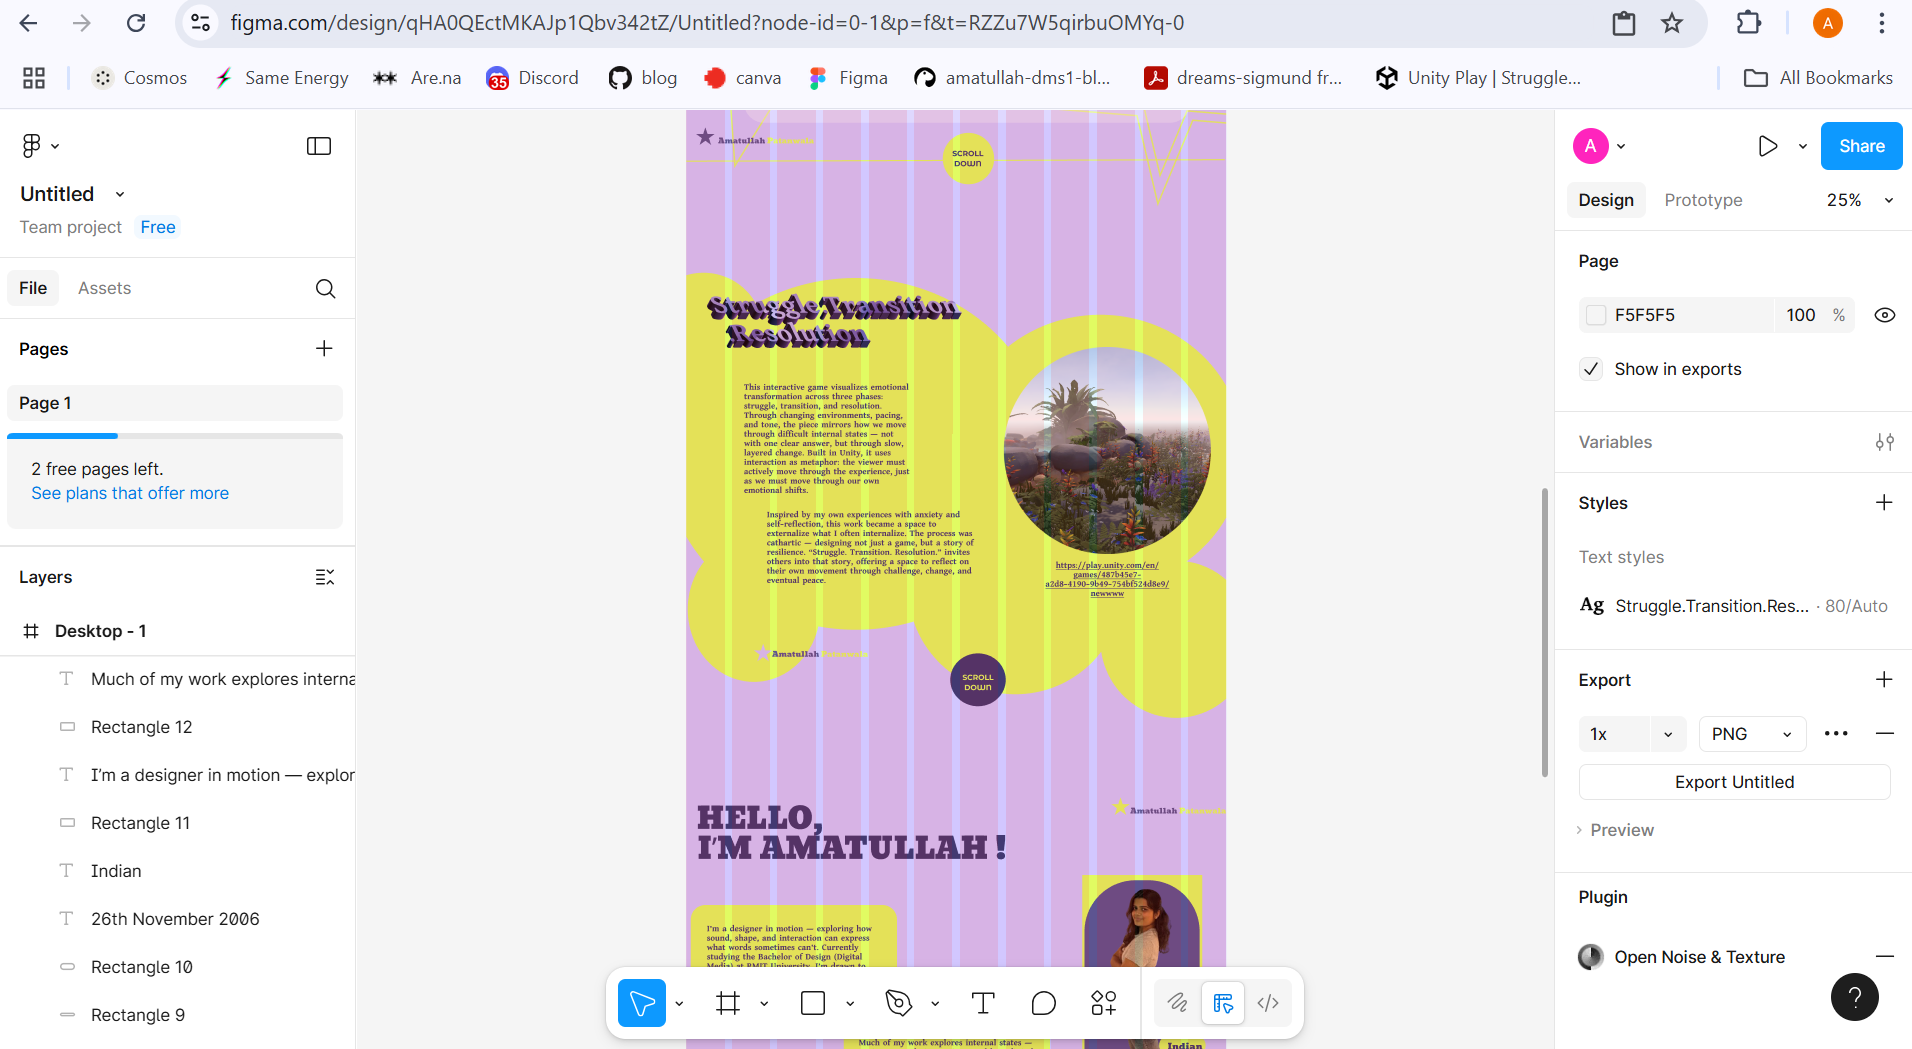 figma.com/design/qHA0QEctMKAJp1Qbv342tZ/Untitled?node-id=0-1&p=f&t=RZZu7W5qirbuOMYq-0
A
Cosmos
Same Energy
Are.na
35
Discord
blog
canva
Figma
amatullah-dms1-bl...
dreams-sigmund fr...
Unity Play | Struggle...
All Bookmarks
Untitled
Team project
Free
File
Assets
Pages
Page 1
2 free pages left.
See plans that offer more
Layers
Desktop - 1
Much of my work explores interna
Rectangle 12
I'm a designer in motion — explor
Rectangle 11
Indian
26th November 2006
Rectangle 10
Rectangle 9
Amatullah Patanwala
SCROLL
DOWN
Struggle.Transition
Resolution
This interactive game visualizes emotional
transformation across three phases:
struggle, transition, and resolution.
Through changing environments, pacing,
and tone, the piece mirrors how we move
through difficult internal states — not
with one clear answer, but through slow,
layered change. Built in Unity, it uses
interaction as metaphor: the viewer must
actively move through the experience, just
as we must move through our own
emotional shifts.
Inspired by my own experiences with anxiety and
self-reflection, this work became a space to
externalize what I often internalize. The process was
cathartic — designing not just a game, but a story of
resilience. "Struggle. Transition. Resolution." invites
others into that story, offering a space to reflect on
their own movement through challenge, change, and
eventual peace.
https://play.unity.com/en/
games/487b45e7-
a2d8-4190-9b49-754bf524d8e9/
newwww
Amatullah Patanwala
SCROLL
DOWN
Amatullah Patanwala
HELLO,
I'M AMATULLAH !
I'm a designer in motion — exploring how
sound, shape, and interaction can express
what words sometimes can't. Currently
studying the Bachelor of Design (Digital
Media) at RMIT University, I'm drawn to
Much of my work explores internal states —
Indian
A
Share
Design
Prototype
25%
Page
F5F5F5
100
%
Show in exports
Variables
Styles
Text styles
Ag
Struggle.Transition.Res...
· 80/Auto
Export
1x
PNG
Export Untitled
Preview
Plugin
Open Noise & Texture
?